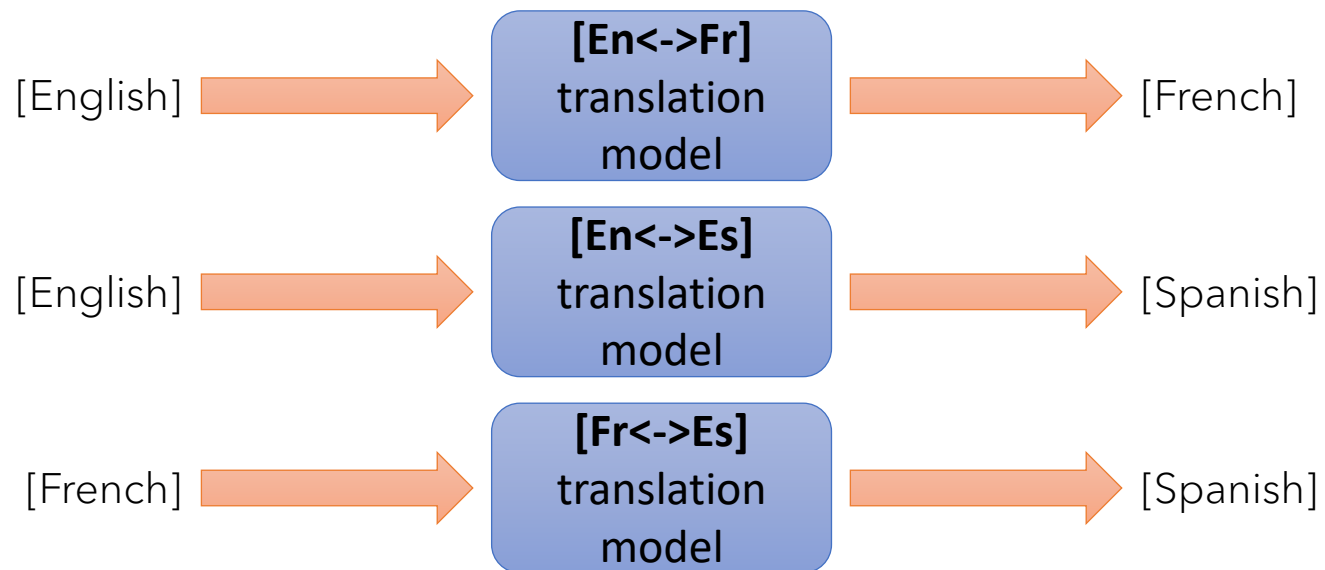 [En<->Fr]
[English] translation [French]
model
[En<->Es]
[English] translation [Spanish]
model
[Fr<->Es]
[French] translation [Spanish]
model